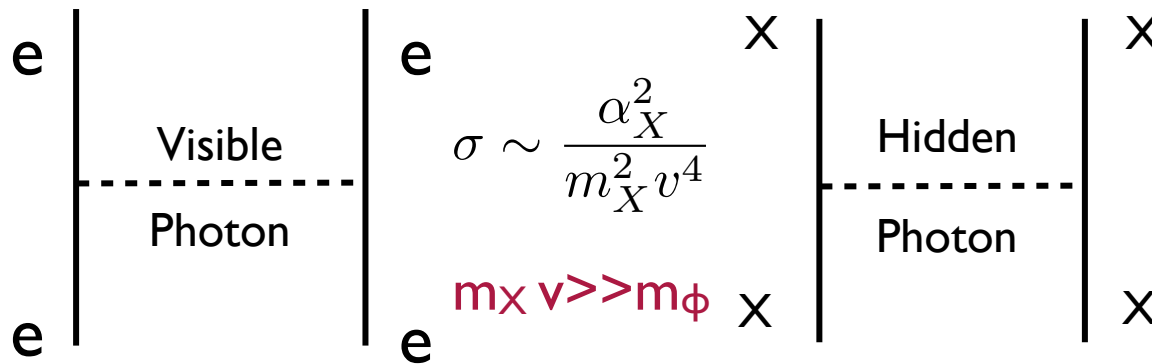 e
e
Visible
Photon
e
e
σ ∼ α_X^2 / m_X^2 v^4
m_X v>>m_ϕ
X
X
Hidden
Photon
X
X